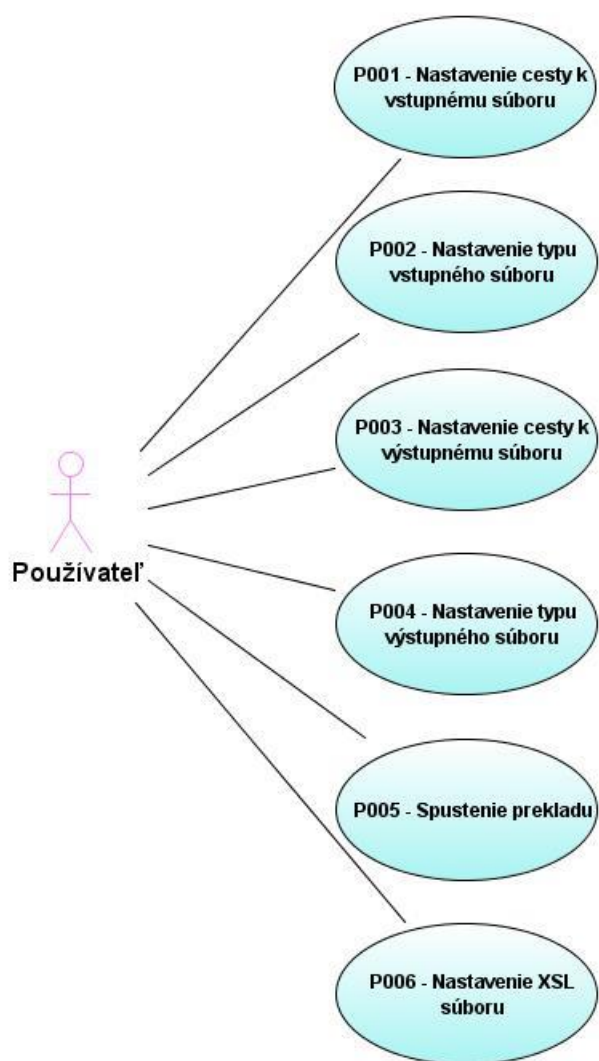 P001 - Nastavenie cesty k
vstupnému súboru
P002 - Nastavenie typu
vstupného súboru
P003 - Nastavenie cesty k
výstupnému súboru
Používateľ
P004 - Nastavenie typu
výstupného súboru
P005 - Spustenie prekladu
P006 - Nastavenie XSL
súboru